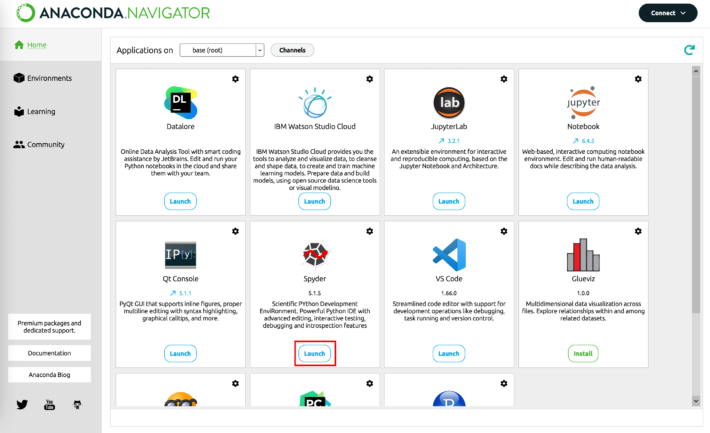 ANACONDA.NAVIGATOR
Connect
Home
Environments
Learning
Community
Premium packages and
dedicated support.
Documentation
Anaconda Blog
You
Tube
Applications on
base (root)
Channels
DL
Datalore
Online Data Analysis Tool with smart coding
assistance by JetBrains. Edit and run your
Python notebooks in the cloud and share
them with your team.
Launch
IBM Watson Studio Cloud
IBM Watson Studio Cloud provides you the
tools to analyze and visualize data, to cleanse
and shape data, to create and train machine
learning models. Prepare data and build
models, using open source data science tools
or visual modeling.
Launch
lab
JupyterLab
3.2.1
An extensible environment for interactive
and reproducible computing, based on the
Jupyter Notebook and Architecture.
Launch
jupyter
Notebook
6.4.3
Web-based, interactive computing notebook
environment. Edit and run human-readable
docs while describing the data analysis.
Launch
IP[y]:
Qt Console
5.1.1
PyQt GUI that supports inline figures, proper
multiline editing with syntax highlighting,
graphical calltips, and more.
Launch
Spyder
5.1.5
Scientific PYthon Development
EnviRonment. Powerful Python IDE with
advanced editing, interactive testing,
debugging and introspection features
Launch
VS Code
1.66.0
Streamlined code editor with support for
development operations like debugging,
task running and version control.
Launch
Glueviz
1.0.0
Multidimensional data visualization across
files. Explore relationships within and among
related datasets.
Install
PC